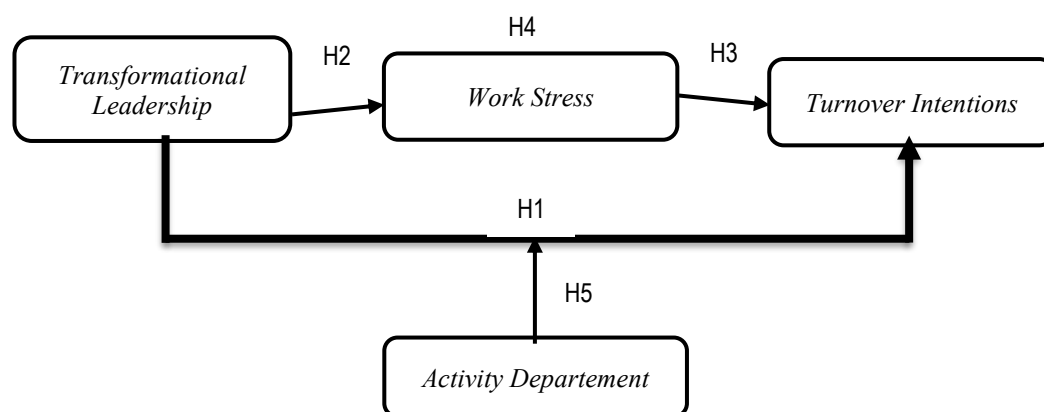 H4
H2
H3
Transformational
Leadership
Work Stress
Turnover Intentions
H1
H5
Activity Departement